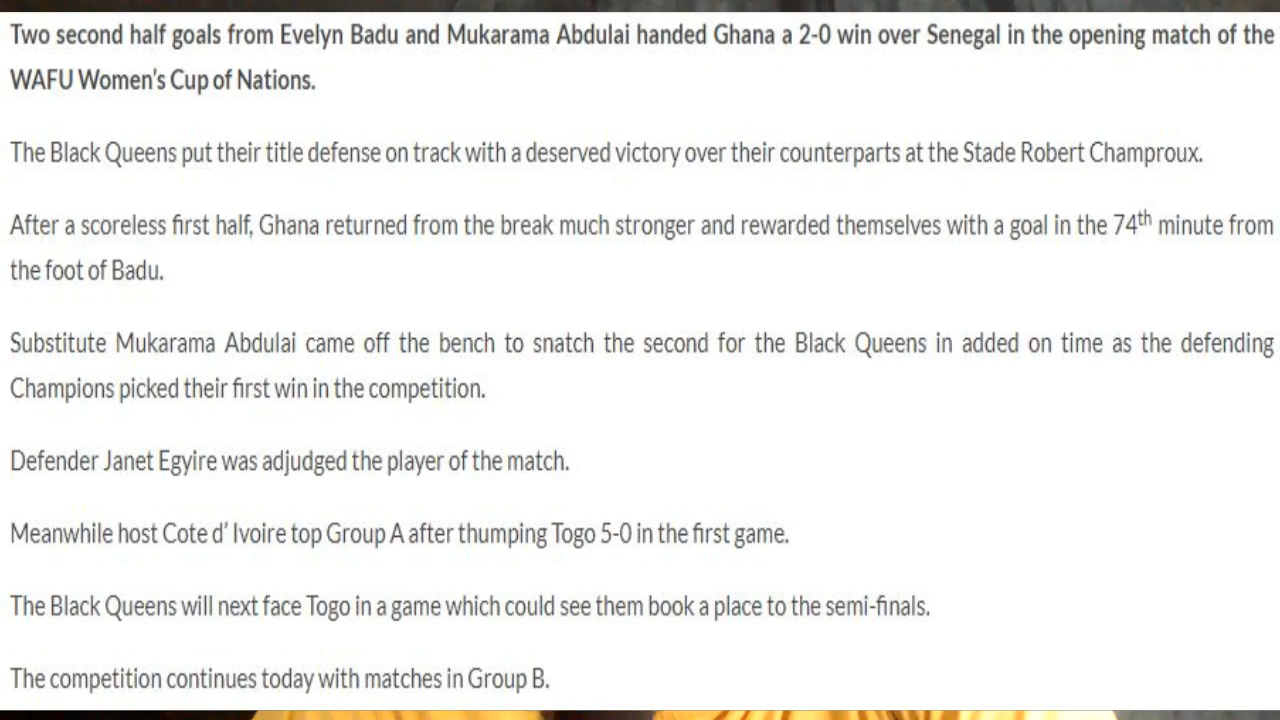 Two second half goals from Evelyn Badu and Mukarama Abdulai handed Ghana a 2-0 win over Senegal in the opening match of the
WAFU Women's Cup of Nations.
The Black Queens put their title defense on track with a deserved victory over their counterparts at the Stade Robert Champroux.
After a scoreless first half, Ghana returned from the break much stronger and rewarded themselves with a goal in the 74th minute from
the foot of Badu.
Substitute Mukarama Abdulai came off the bench to snatch the second for the Black Queens in added on time as the defending
Champions picked their first win in the competition.
Defender Janet Egyire was adjudged the player of the match.
Meanwhile host Cote d' Ivoire top Group A after thumping Togo 5-0 in the first game.
The Black Queens will next face Togo in a game which could see them book a place to the semi-finals.
The competition continues today with matches in Group B.